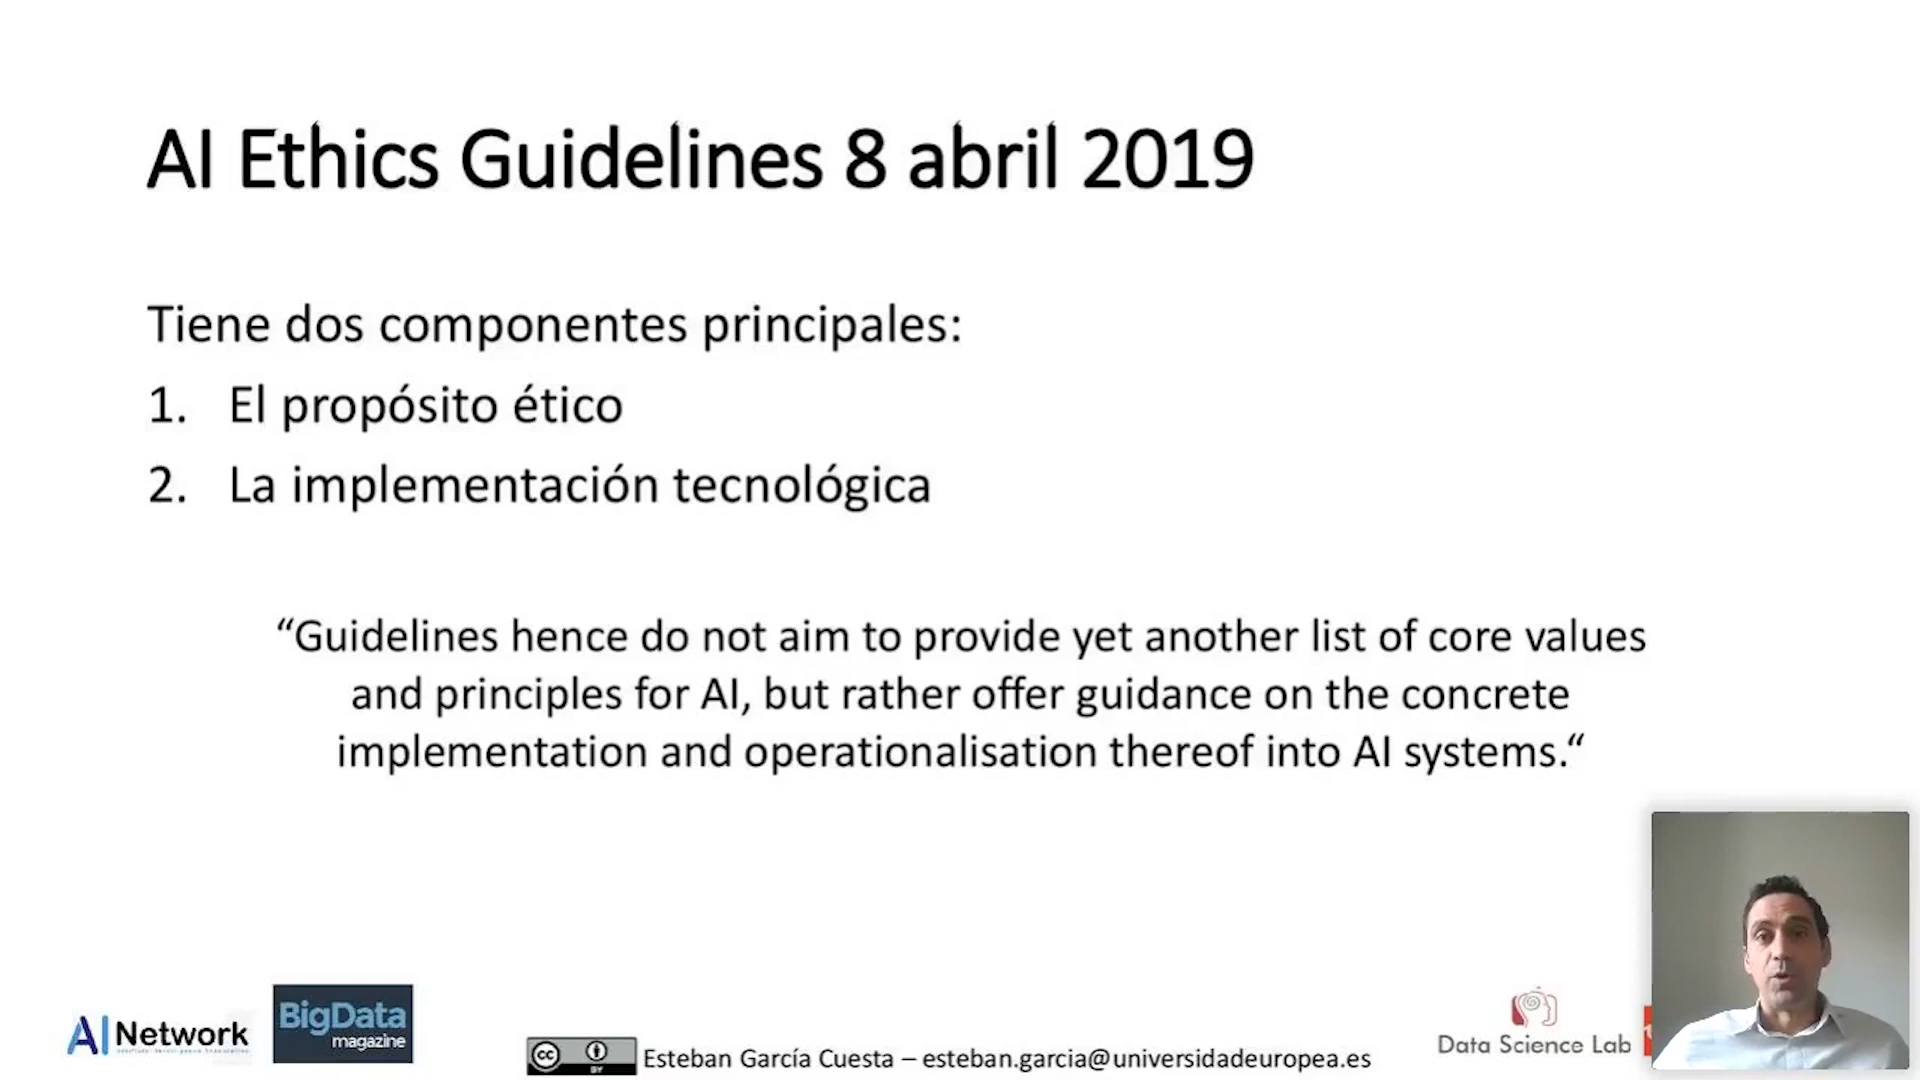 AI Ethics Guidelines 8 abril 2019
Tiene dos componentes principales:
1. El propósito ético
2. La implementación tecnológica
“Guidelines hence do not aim to provide yet another list of core values
and principles for AI, but rather offer guidance on the concrete
implementation and operationalisation thereof into AI systems.“
AI Network
BigData
magazine
cc BY
Esteban García Cuesta – esteban.garcia@universidadeuropea.es
Data Science Lab